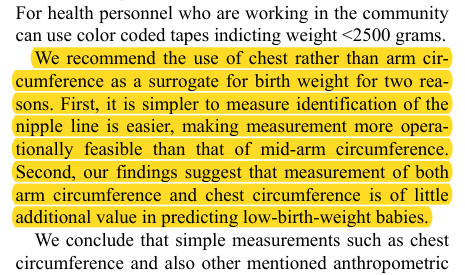 For health personnel who are working in the community
can use color coded tapes indicting weight <2500 grams.
We recommend the use of chest rather than arm cir-
cumference as a surrogate for birth weight for two rea-
sons. First, it is simpler to measure identification of the
nipple line is easier, making measurement more opera-
tionally feasible than that of mid-arm circumference.
Second, our findings suggest that measurement of both
arm circumference and chest circumference is of little
additional value in predicting low-birth-weight babies.
We conclude that simple measurements such as chest
circumference and also other mentioned anthropometric